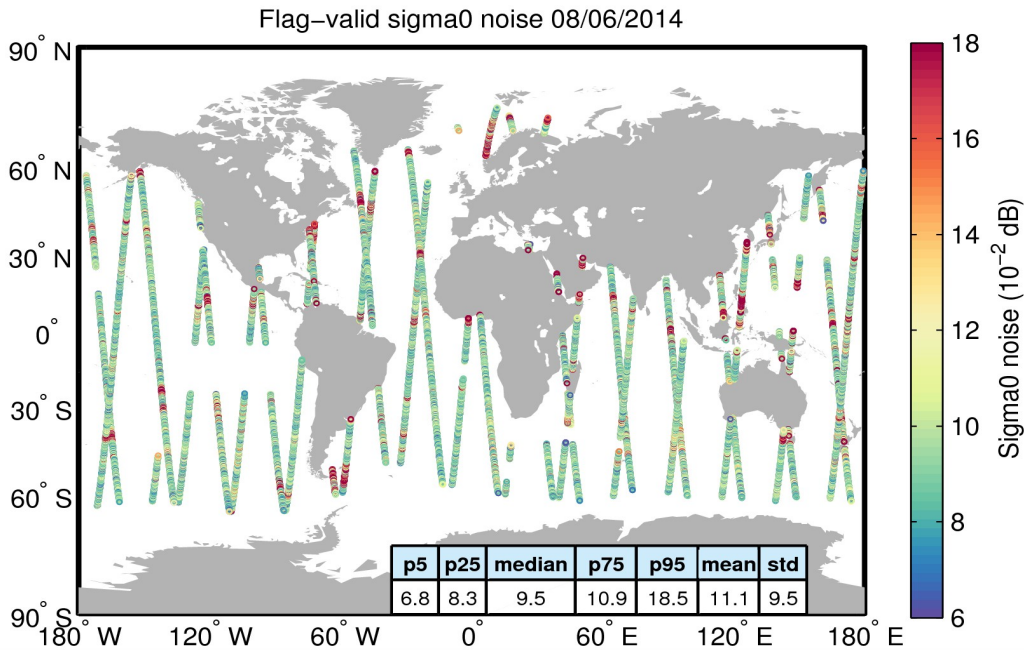 Flag−valid sigma0 noise 08/06/2014
90° N
60° N
30° N
0°
30° S
60° S
90° S
180° W 120° W 60° W 0° 60° E 120° E 180° E
p5 p25 median p75 p95 mean std
6.8 8.3 9.5 10.9 18.5 11.1 9.5
18
16
14
12
10
8
6
Sigma0 noise (10⁻² dB)